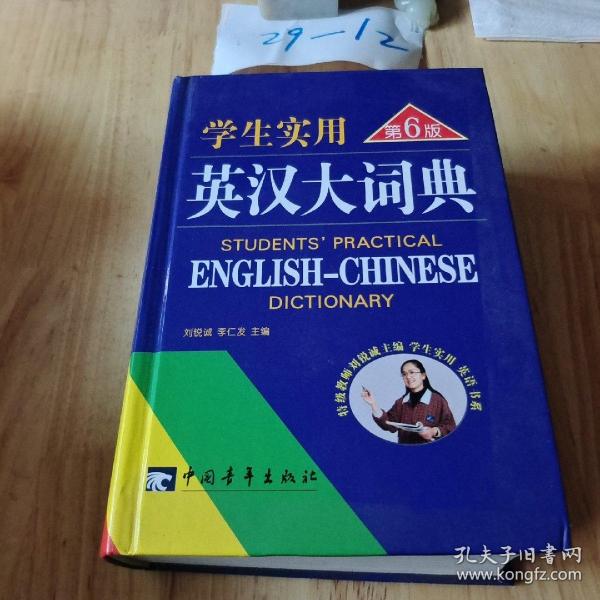 29-12
学生实用
第6版
英汉大词典
STUDENTS' PRACTICAL
ENGLISH-CHINESE
DICTIONARY
刘锐诚 李仁发 主编
特级教师刘锐诚主编 学生实用 英语书系
中国青年出版社
孔夫子旧书网
www.kongfz.com